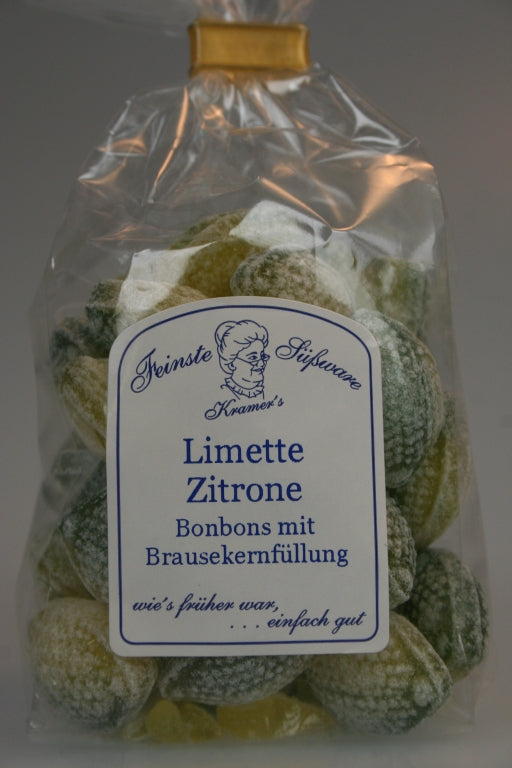 Feinste Süßware
Kramer's
Limette
Zitrone
Bonbons mit
Brausekernfüllung
wie's früher war,
. . . einfach gut